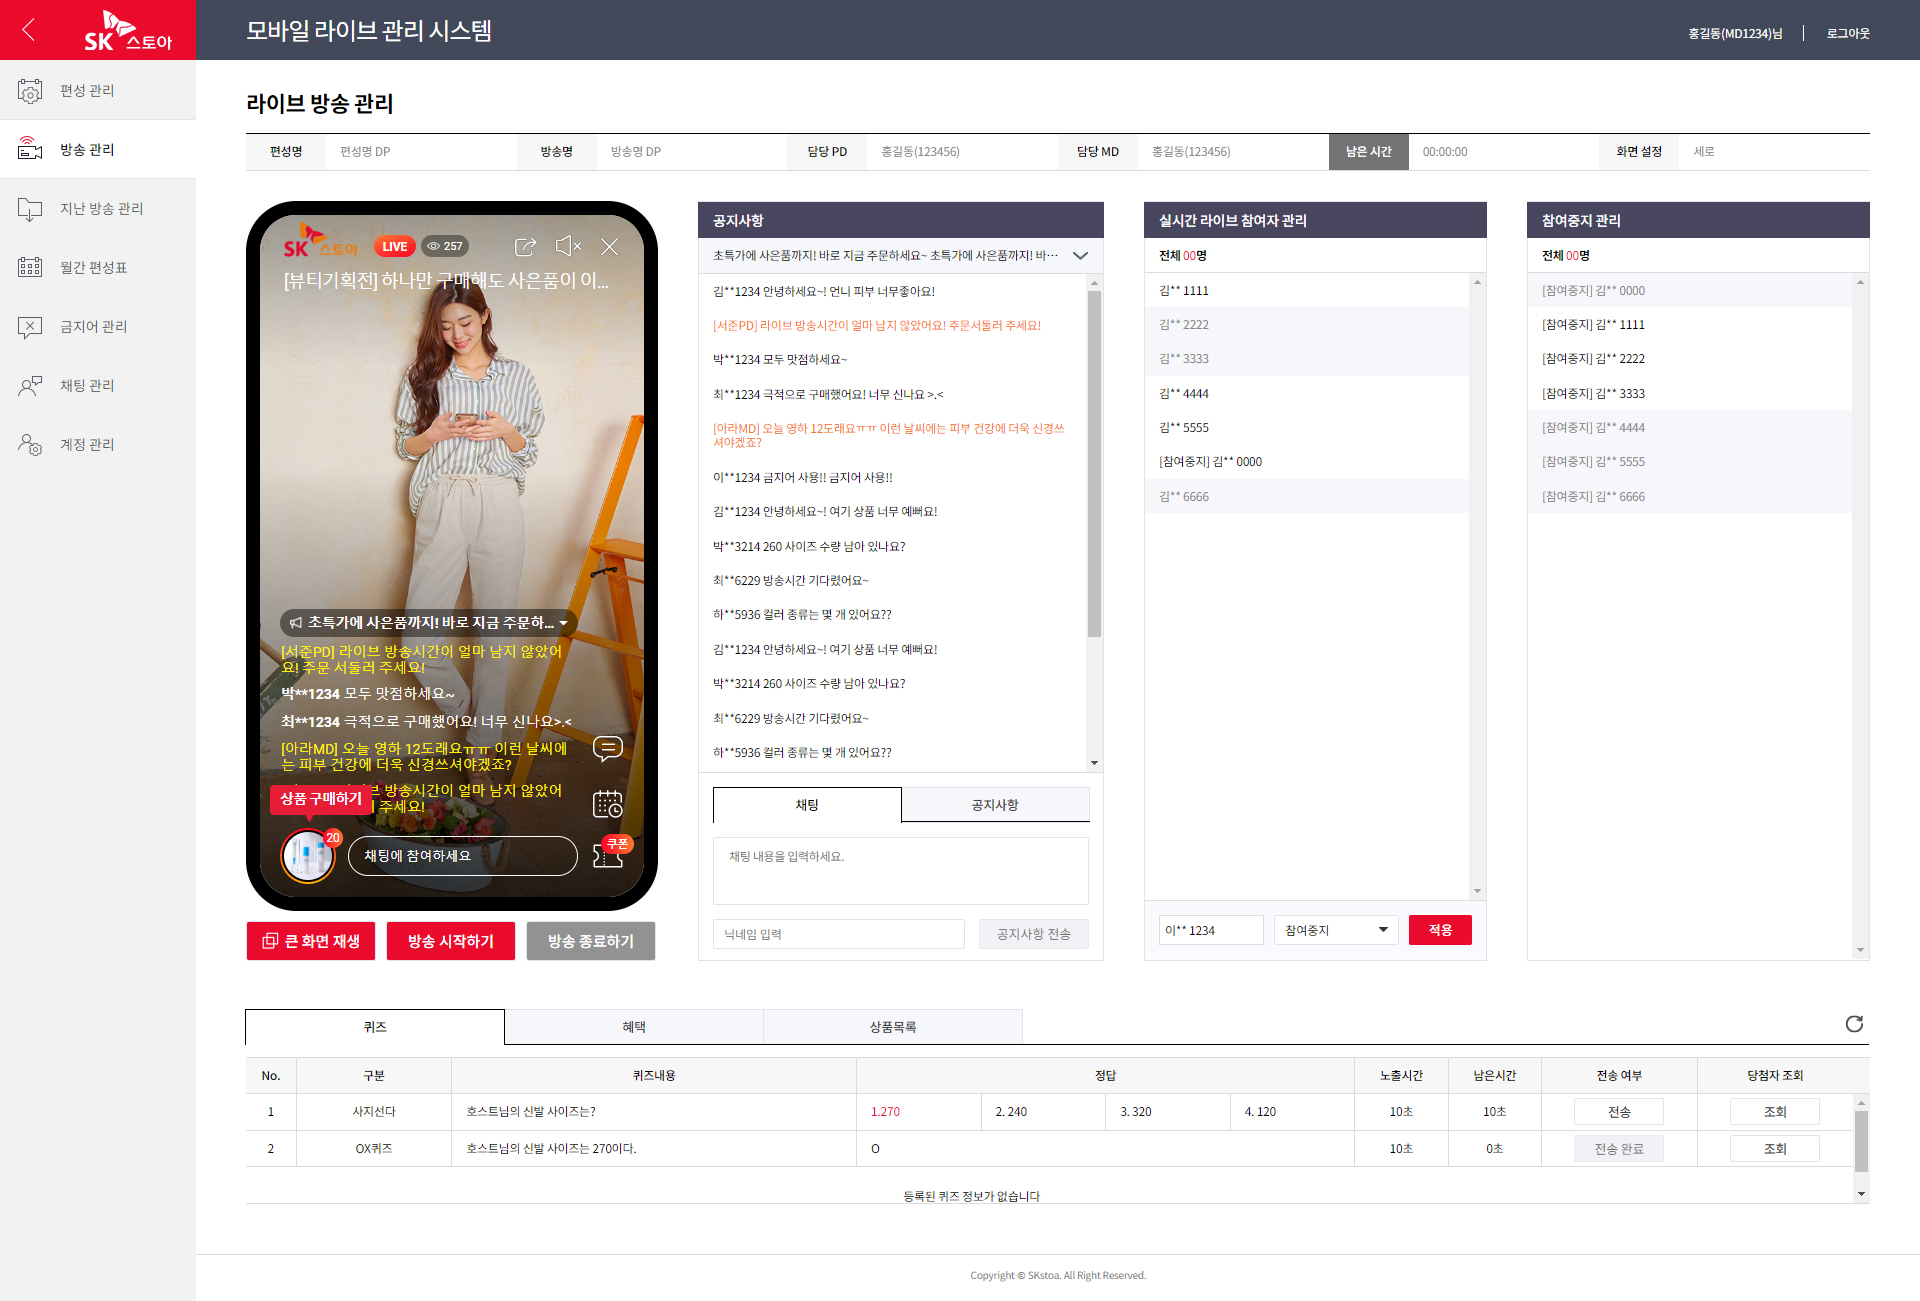 SK스토아
모바일 라이브 관리 시스템
홍길동(MD1234)님
로그아웃
편성 관리
방송 관리
지난 방송 관리
월간 편성표
금지어 관리
채팅 관리
계정 관리
라이브 방송 관리
편성명 편성명 DP 방송명 방송명 DP 담당 PD 홍길동(123456) 담당 MD 홍길동(123456) 남은 시간 00:00:00 화면 설정 세로
SK스토아 LIVE 257
[뷰티기획전] 하나만 구매해도 사은품이 이...
초특가에 사은품까지! 바로 지금 주문하...
[서준PD] 라이브 방송시간이 얼마 남지 않았어
요! 주문 서둘러 주세요!
박**1234 모두 맛점하세요~
최**1234 극적으로 구매했어요! 너무 신나요>.<
[아라MD] 오늘 영하 12도래요ㅠㅠ 이런 날씨에
는 피부 건강에 더욱 신경쓰셔야겠죠?
브 방송시간이 얼마 남지 않았어
주세요!
상품 구매하기
20
채팅에 참여하세요
쿠폰
큰 화면 재생
방송 시작하기
방송 종료하기
공지사항
초특가에 사은품까지! 바로 지금 주문하세요~ 초특가에 사은품까지! 바...
김**1234 안녕하세요~! 언니 피부 너무좋아요!
[서준PD] 라이브 방송시간이 얼마 남지 않았어요! 주문서둘러 주세요!
박**1234 모두 맛점하세요~
최**1234 극적으로 구매했어요! 너무 신나요 >.<
[아라MD] 오늘 영하 12도래요ㅠㅠ 이런 날씨에는 피부 건강에 더욱 신경쓰
셔야겠죠?
이**1234 금지어 사용!! 금지어 사용!!
김**1234 안녕하세요~! 여기 상품 너무 예뻐요!
박**3214 260 사이즈 수량 남아 있나요?
최**6229 방송시간 기다렸어요~
하**5936 컬러 종류는 몇 개 있어요??
김**1234 안녕하세요~! 여기 상품 너무 예뻐요!
박**3214 260 사이즈 수량 남아 있나요?
최**6229 방송시간 기다렸어요~
하**5936 컬러 종류는 몇 개 있어요??
채팅
공지사항
채팅 내용을 입력하세요.
닉네임 입력
공지사항 전송
실시간 라이브 참여자 관리
전체 00명
김** 1111
김** 2222
김** 3333
김** 4444
김** 5555
[참여중지] 김** 0000
김** 6666
이** 1234
참여중지
적용
참여중지 관리
전체 00명
[참여중지] 김** 0000
[참여중지] 김** 1111
[참여중지] 김** 2222
[참여중지] 김** 3333
[참여중지] 김** 4444
[참여중지] 김** 5555
[참여중지] 김** 6666
퀴즈
혜택
상품목록
No. 구분 퀴즈내용 정답 노출시간 남은시간 전송 여부 당첨자 조회
1 사지선다 호스트님의 신발 사이즈는? 1.270 2. 240 3. 320 4. 120 10초 10초 전송 조회
2 OX퀴즈 호스트님의 신발 사이즈는 270이다. O 10초 0초 전송 완료 조회
등록된 퀴즈 정보가 없습니다
Copyright © SKstoa. All Right Reserved.